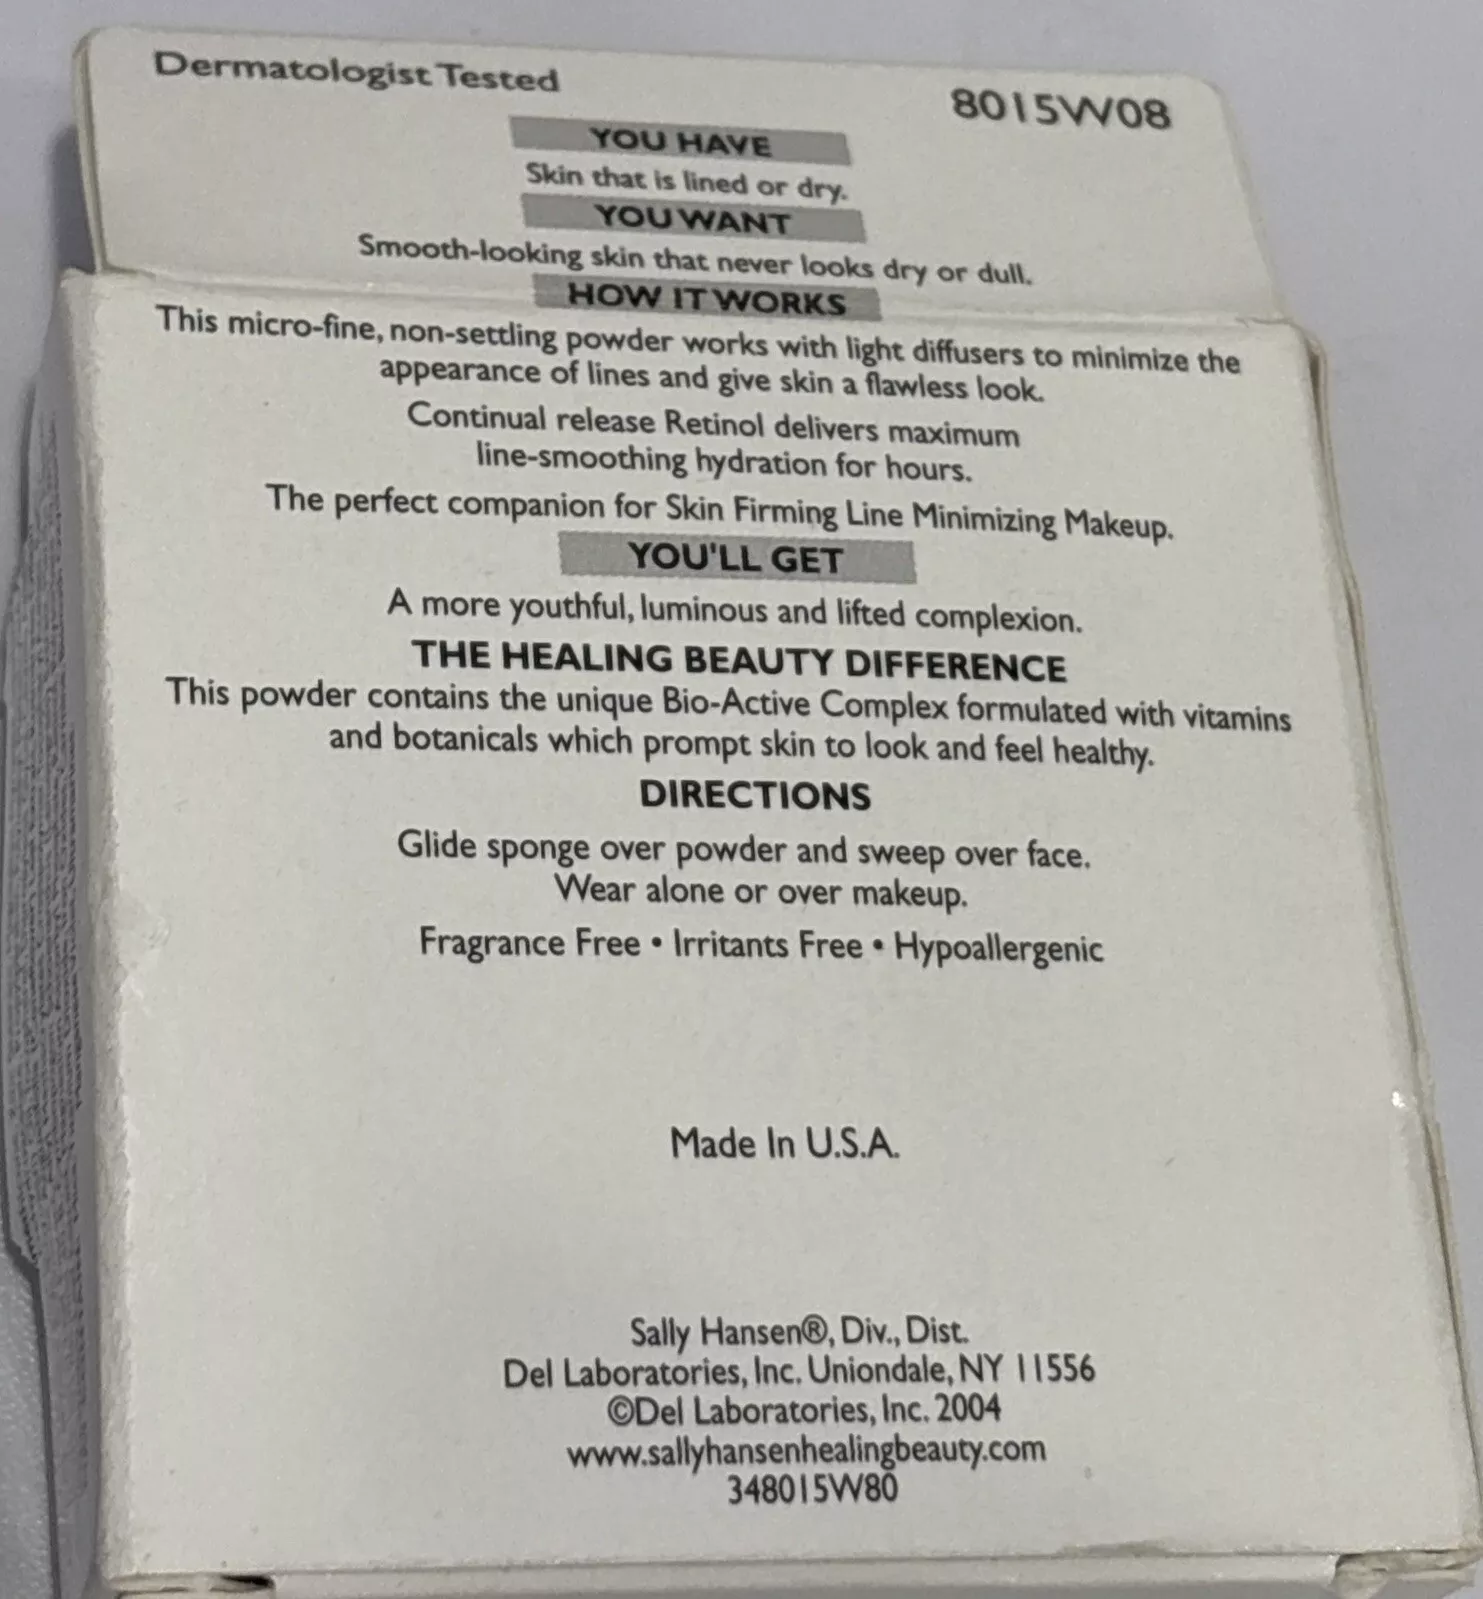 Dermatologist Tested
8015W08
YOU HAVE
Skin that is lined or dry.
YOU WANT
Smooth-looking skin that never looks dry or dull.
HOW IT WORKS
This micro-fine, non-settling powder works with light diffusers to minimize the
appearance of lines and give skin a flawless look.
Continual release Retinol delivers maximum
line-smoothing hydration for hours.
The perfect companion for Skin Firming Line Minimizing Makeup.
YOU'LL GET
A more youthful, luminous and lifted complexion.
THE HEALING BEAUTY DIFFERENCE
This powder contains the unique Bio-Active Complex formulated with vitamins
and botanicals which prompt skin to look and feel healthy.
DIRECTIONS
Glide sponge over powder and sweep over face.
Wear alone or over makeup.
Fragrance Free • Irritants Free • Hypoallergenic
Made In U.S.A.
Sally Hansen®, Div., Dist.
Del Laboratories, Inc. Uniondale, NY 11556
©Del Laboratories, Inc. 2004
www.sallyhansenhealingbeauty.com
348015W80